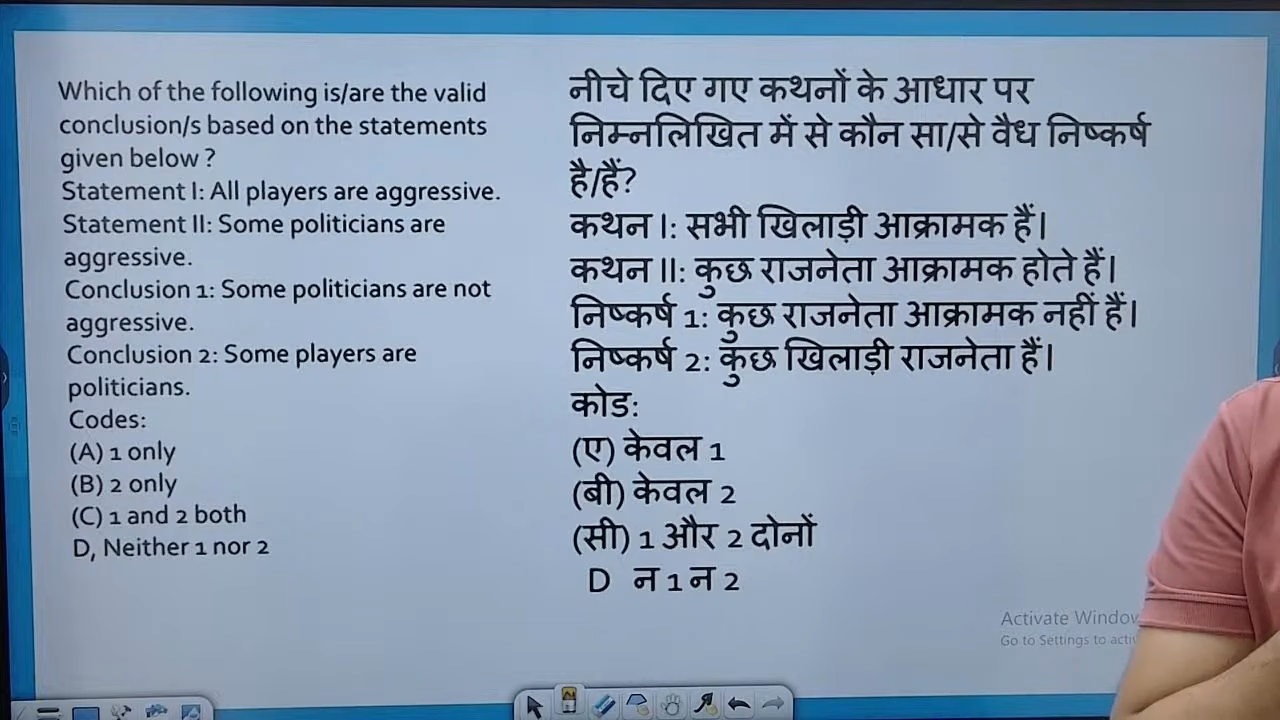 Which of the following is/are the valid
conclusion/s based on the statements
given below ?
Statement I: All players are aggressive.
Statement II: Some politicians are
aggressive.
Conclusion 1: Some politicians are not
aggressive.
Conclusion 2: Some players are
politicians.
Codes:
(A) 1 only
(B) 2 only
(C) 1 and 2 both
D, Neither 1 nor 2
नीचे दिए गए कथनों के आधार पर
निम्नलिखित में से कौन सा/से वैध निष्कर्ष
है/हैं?
कथन I: सभी खिलाड़ी आक्रामक हैं।
कथन II: कुछ राजनेता आक्रामक होते हैं।
निष्कर्ष 1: कुछ राजनेता आक्रामक नहीं हैं।
निष्कर्ष 2: कुछ खिलाड़ी राजनेता हैं।
कोड:
(ए) केवल 1
(बी) केवल 2
(सी) 1 और 2 दोनों
D न 1 न 2
Activate Window
Go to Settings to activ